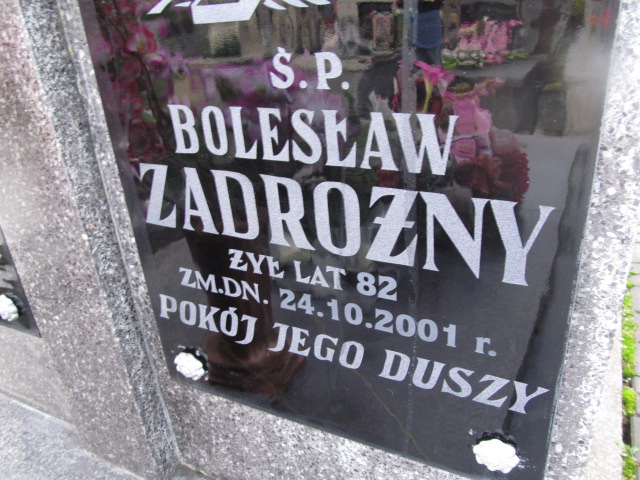 Ś.P.
BOLESŁAW
ZADROŻNY
ŻYŁ LAT 82
ZM.DN. 24.10.2001 r.
POKÓJ JEGO DUSZY